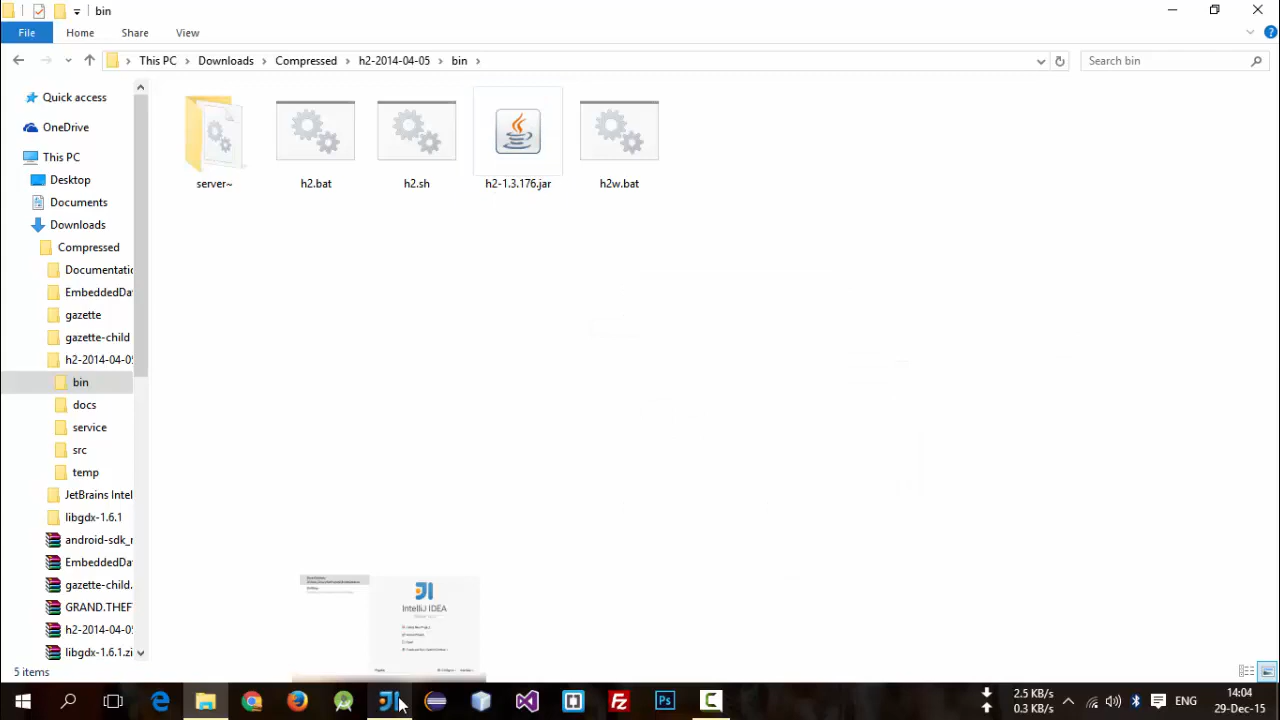 bin
File Home Share View
This PC Downloads Compressed h2-2014-04-05 bin
Search bin
Quick access
OneDrive
This PC
Desktop
Documents
Downloads
Compressed
Documentatio
EmbeddedDa
gazette
gazette-child
h2-2014-04-05
bin
docs
service
src
temp
JetBrains Intel
libgdx-1.6.1
android-sdk_r
EmbeddedDa
gazette-child.
GRAND.THEF
h2-2014-04-0
libgdx-1.6.1.zi
server~ h2.bat h2.sh h2-1.3.176.jar h2w.bat
5 items
IntelliJ IDEA
2.5 KB/s
0.3 KB/s
ENG
14:04
29-Dec-15